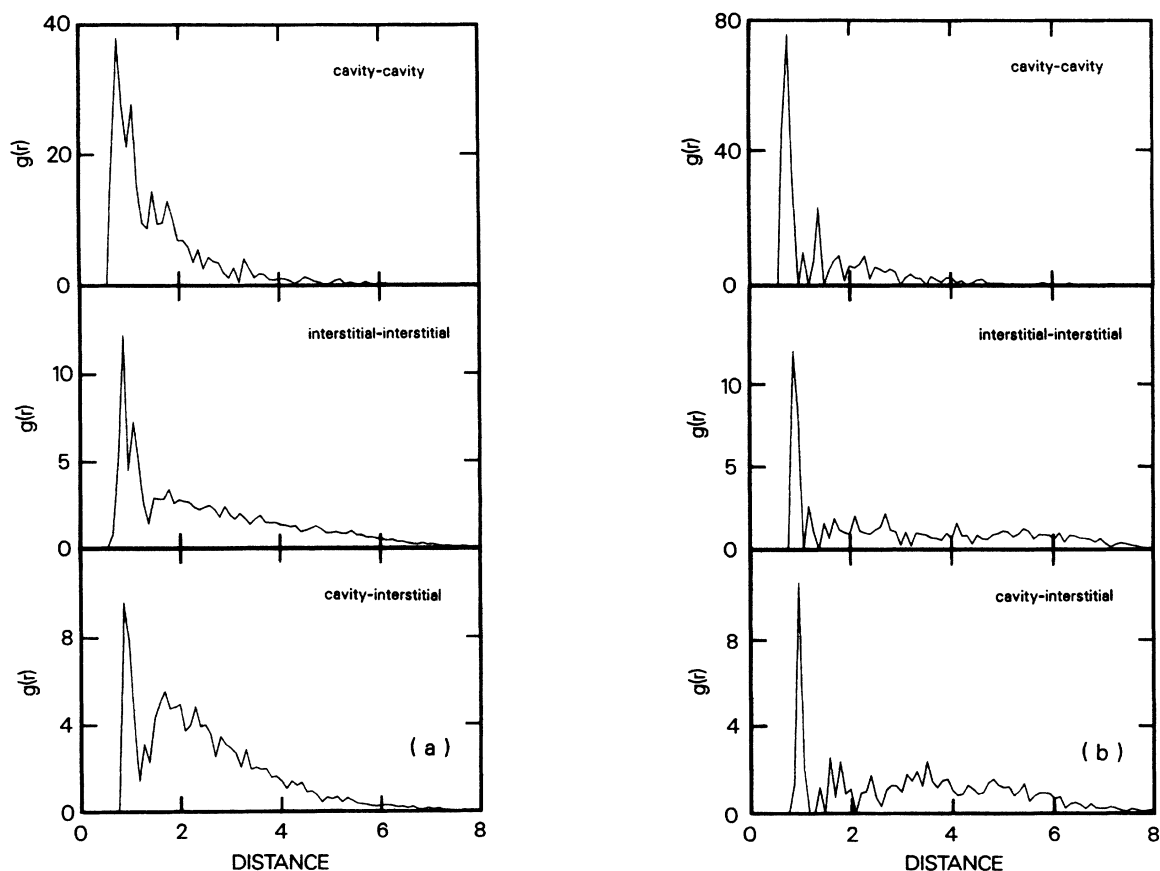 40
cavity-cavity
g(r)
20
0
interstitial-interstitial
10
g(r)
5
0
cavity-interstitial
8
g(r)
4
(a)
0
0 2 4 6 8
DISTANCE
80
cavity-cavity
g(r)
40
0
interstitial-interstitial
10
g(r)
5
0
cavity-interstitial
8
g(r)
4
(b)
0
0 2 4 6 8
DISTANCE